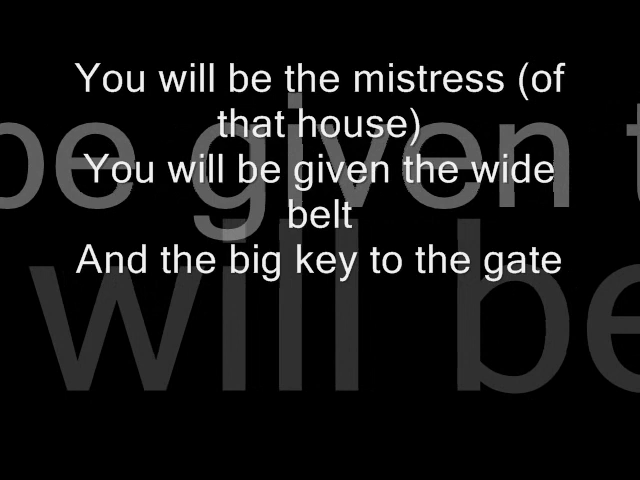 You will be the mistress (of
that house)
You will be given the wide
belt
And the big key to the gate
be given t
will be